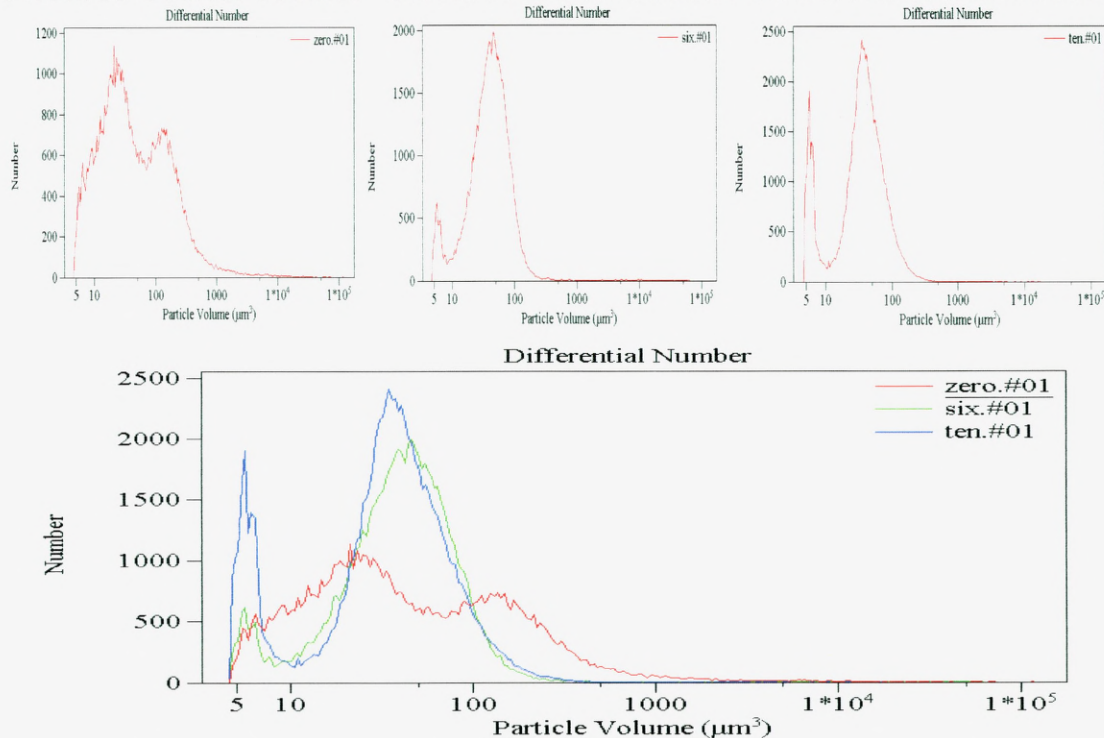 Differential Number
zero.#01
1200
1000
800
600
400
200
0
Number
5 10 100 1000 1*10⁴ 1*10⁵
Particle Volume (μm³)
Differential Number
six.#01
2000
1500
1000
500
0
Number
5 10 100 1000 1*10⁴ 1*10⁵
Particle Volume (μm³)
Differential Number
ten.#01
2500
2000
1500
1000
500
0
Number
5 10 100 1000 1*10⁴ 1*10⁵
Particle Volume (μm³)
Differential Number
zero.#01
six.#01
ten.#01
2500
2000
1500
1000
500
0
Number
5 10 100 1000 1*10⁴ 1*10⁵
Particle Volume (μm³)